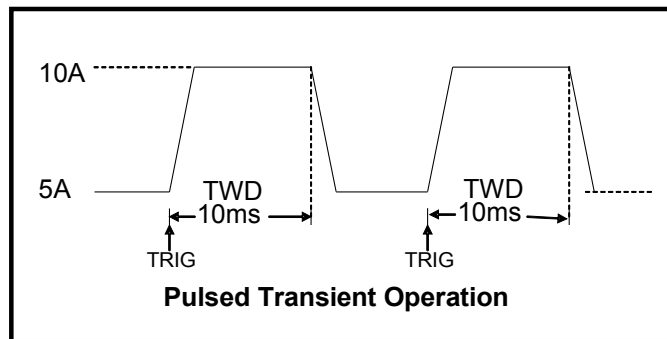 10A
5A
TWD
10ms
TWD
10ms
TRIG
TRIG
Pulsed Transient Operation